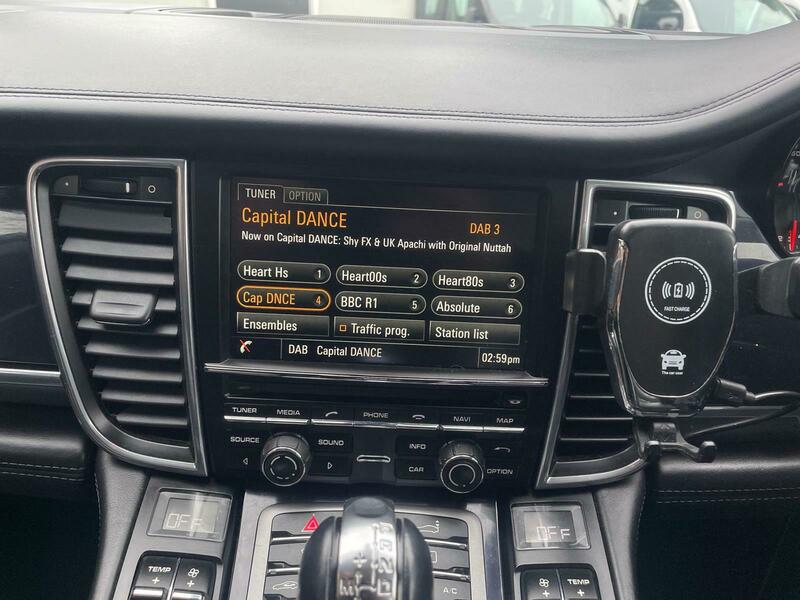 TUNER OPTION
Capital DANCE DAB 3
Now on Capital DANCE: Shy FX & UK Apachi with Original Nuttah
Heart Hs 1 Heart00s 2 Heart80s 3
Cap DNCE 4 BBC R1 5 Absolute 6
Ensembles Traffic prog. Station list
DAB Capital DANCE 02:59pm
FAST CHARGE
The car user
TUNER MEDIA PHONE NAVI MAP
SOURCE SOUND INFO
CAR OPTION
OFF OFF
TEMP + + + TEMP +
A/C